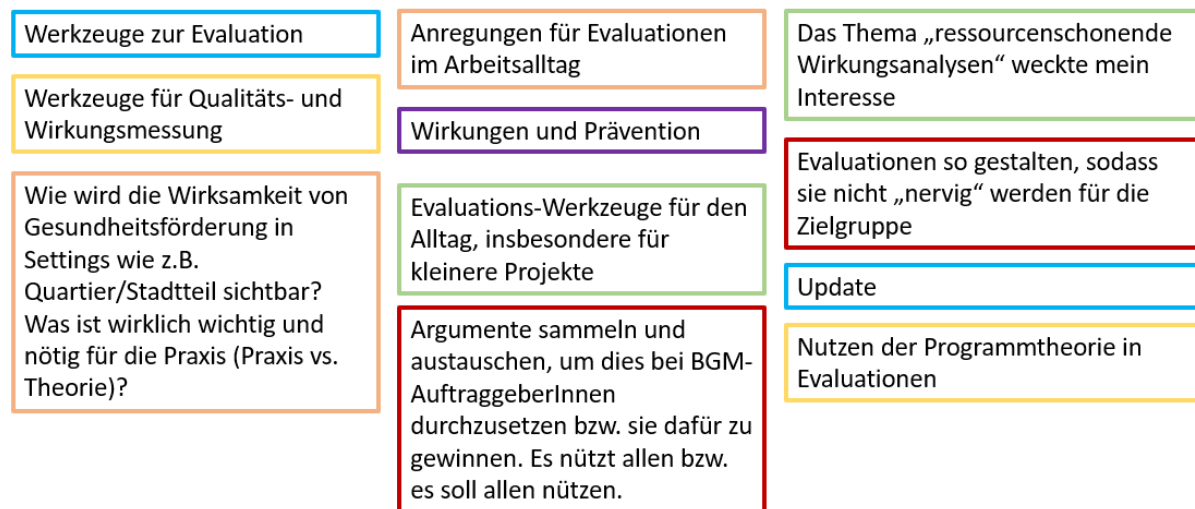 Werkzeuge zur Evaluation
Werkzeuge für Qualitäts- und
Wirkungsmessung
Wie wird die Wirksamkeit von
Gesundheitsförderung in
Settings wie z.B.
Quartier/Stadtteil sichtbar?
Was ist wirklich wichtig und
nötig für die Praxis (Praxis vs.
Theorie)?
Anregungen für Evaluationen
im Arbeitsalltag
Wirkungen und Prävention
Evaluations-Werkzeuge für den
Alltag, insbesondere für
kleinere Projekte
Argumente sammeln und
austauschen, um dies bei BGM-
AuftraggeberInnen
durchzusetzen bzw. sie dafür zu
gewinnen. Es nützt allen bzw.
es soll allen nützen.
Das Thema „ressourcenschonende
Wirkungsanalysen“ weckte mein
Interesse
Evaluationen so gestalten, sodass
sie nicht „nervig“ werden für die
Zielgruppe
Update
Nutzen der Programmtheorie in
Evaluationen